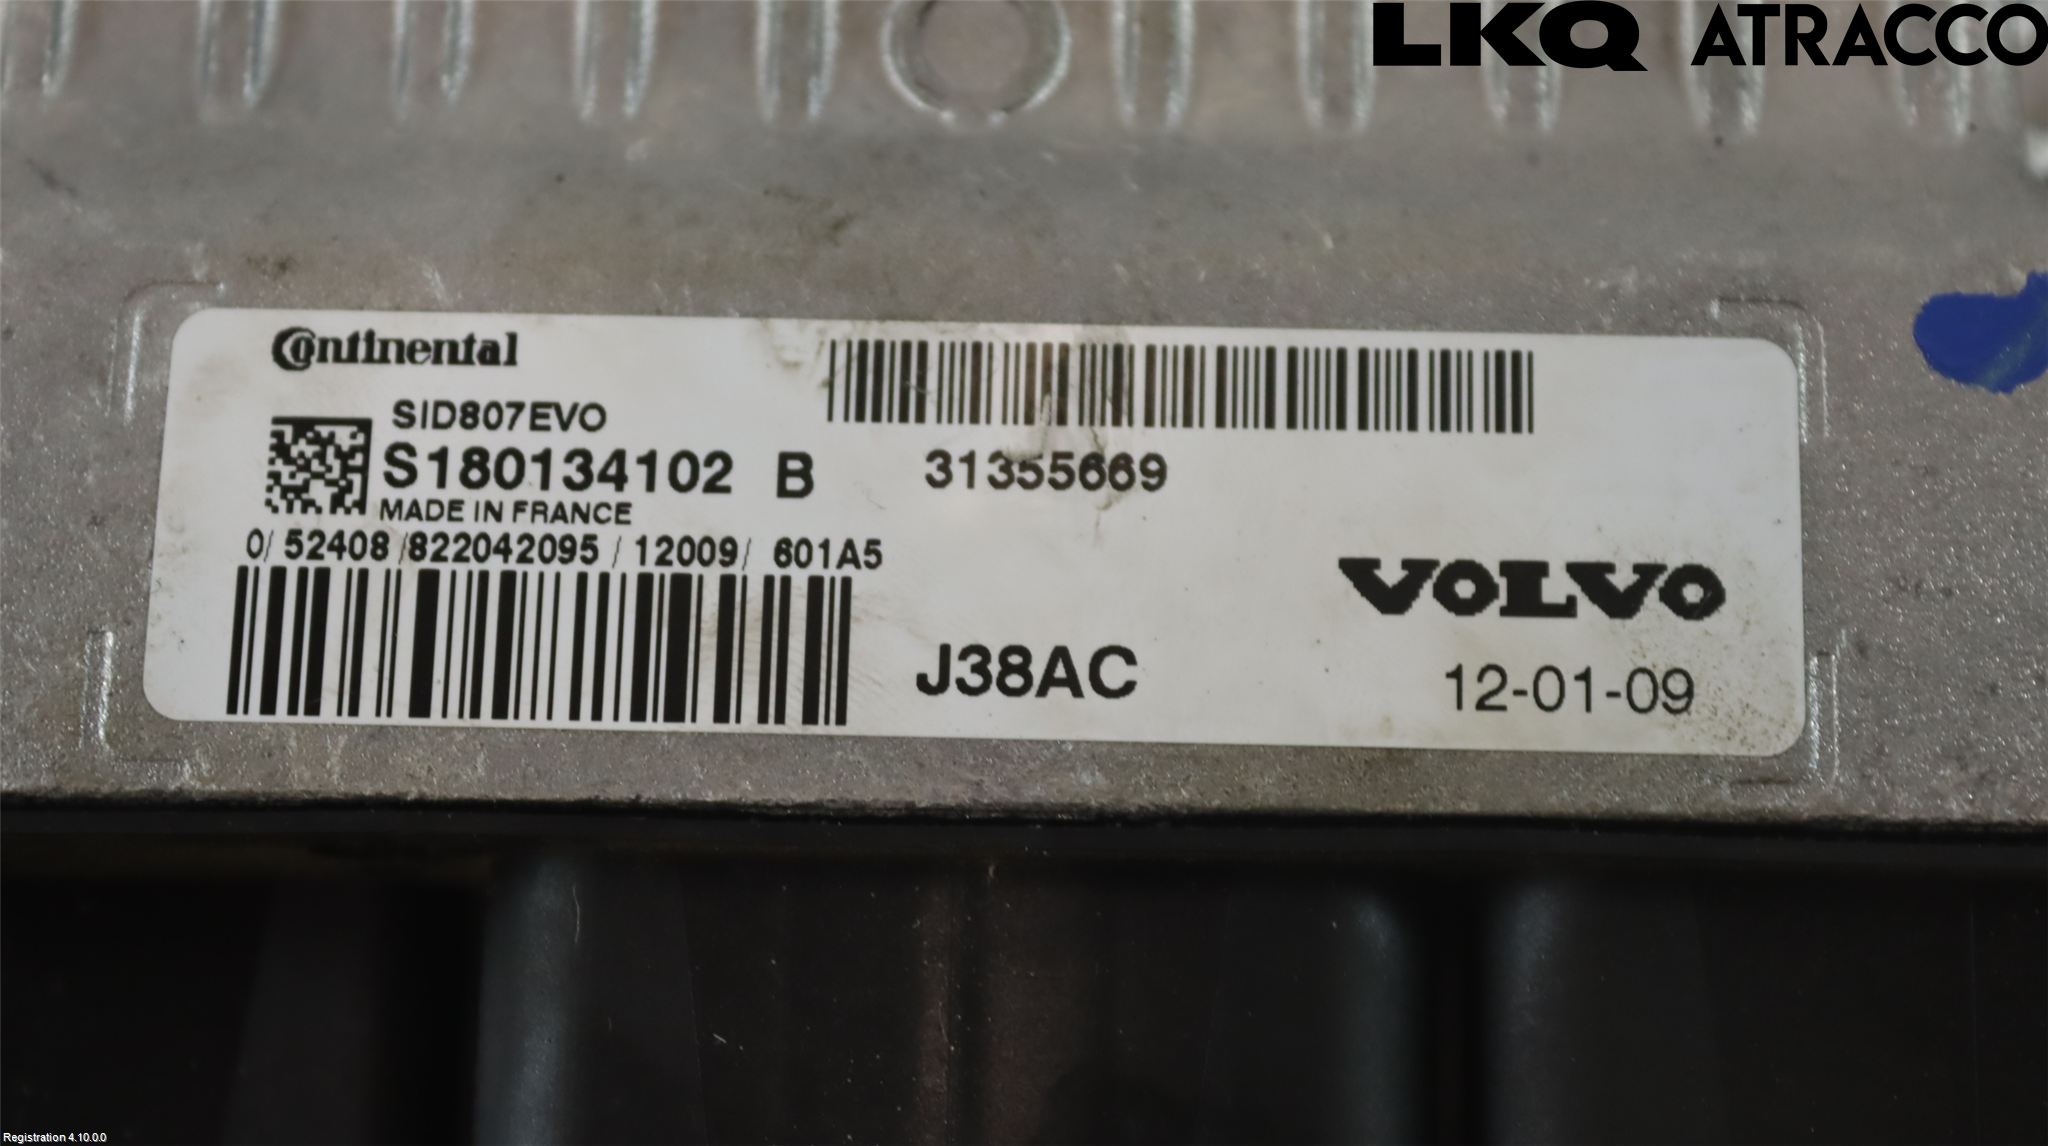 LKQ ATRACCO
Continental
SID807EVO
S180134102 B 31355669
MADE IN FRANCE
0/ 52408 /822042095 / 12009/ 601A5
VOLVO
J38AC
12-01-09
Registration 4.10.0.0